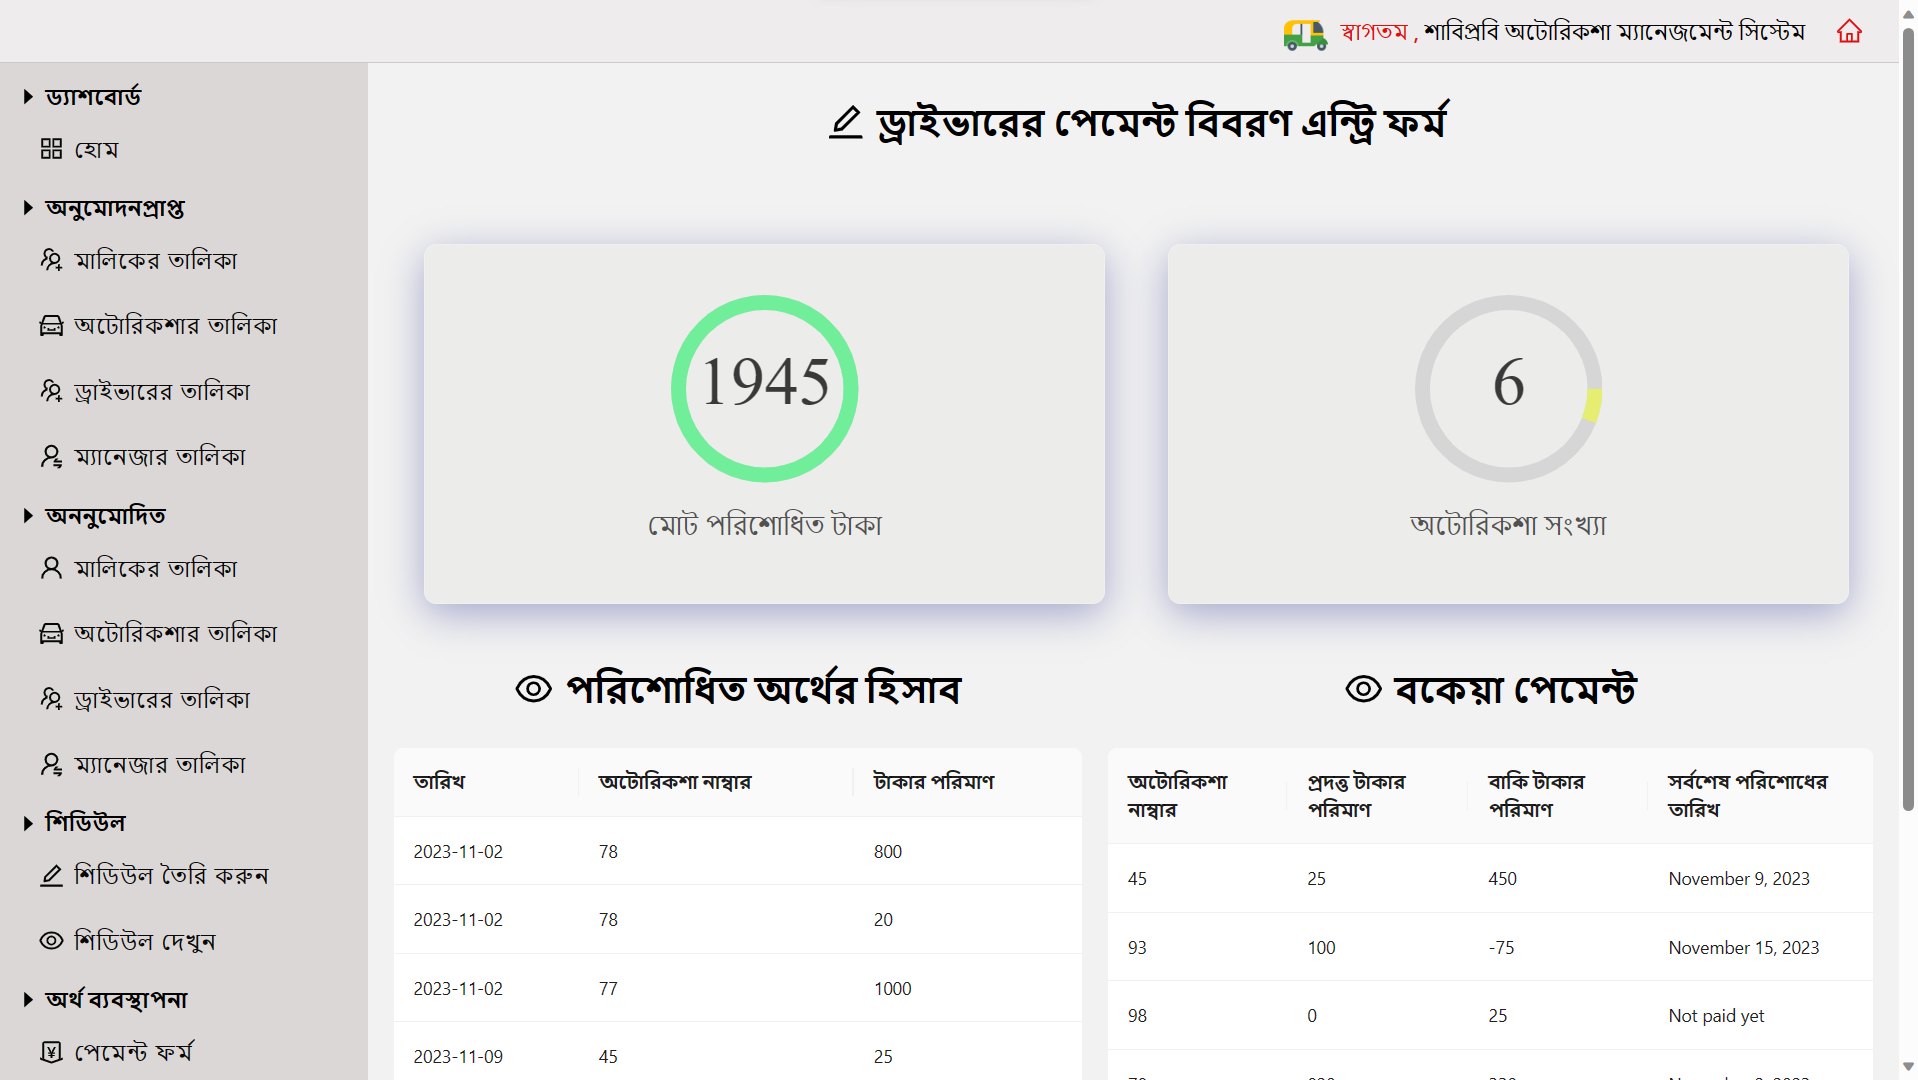 স্বাগতম , শাবিপ্রবি অটোরিকশা ম্যানেজমেন্ট সিস্টেম
ড্যাশবোর্ড
হোম
অনুমোদনপ্রাপ্ত
মালিকের তালিকা
অটোরিকশার তালিকা
ড্রাইভারের তালিকা
ম্যানেজার তালিকা
অননুমোদিত
মালিকের তালিকা
অটোরিকশার তালিকা
ড্রাইভারের তালিকা
ম্যানেজার তালিকা
শিডিউল
শিডিউল তৈরি করুন
শিডিউল দেখুন
অর্থ ব্যবস্থাপনা
পেমেন্ট ফর্ম
ড্রাইভারের পেমেন্ট বিবরণ এন্ট্রি ফর্ম
1945
মোট পরিশোধিত টাকা
6
অটোরিকশা সংখ্যা
পরিশোধিত অর্থের হিসাব
তারিখ অটোরিকশা নাম্বার টাকার পরিমাণ
2023-11-02 78 800
2023-11-02 78 20
2023-11-02 77 1000
2023-11-09 45 25
বকেয়া পেমেন্ট
অটোরিকশা নাম্বার প্রদত্ত টাকার পরিমাণ বাকি টাকার পরিমাণ সর্বশেষ পরিশোধের তারিখ
45 25 450 November 9, 2023
93 100 -75 November 15, 2023
98 0 25 Not paid yet